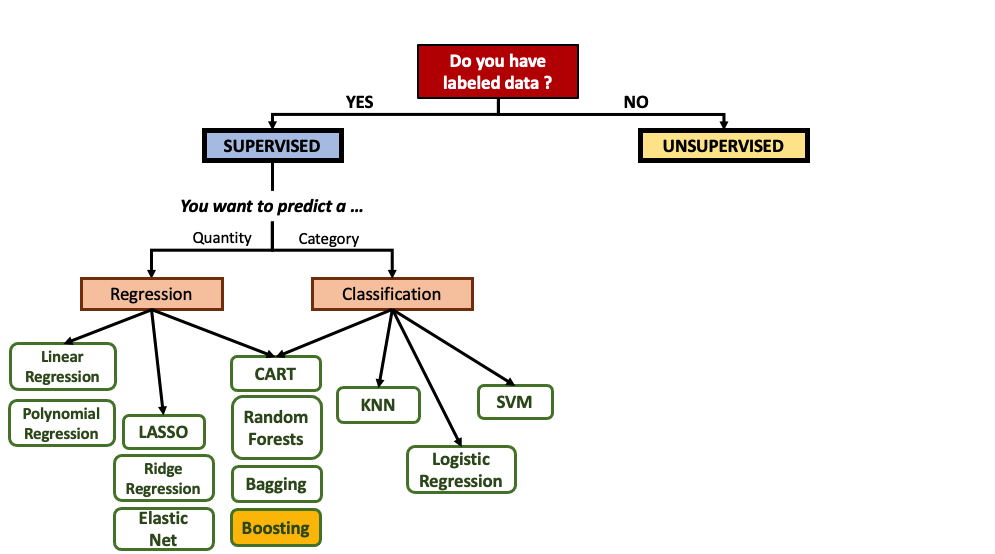 Do you have
labeled data ?
YES
NO
SUPERVISED
UNSUPERVISED
You want to predict a ...
Quantity
Category
Regression
Classification
Linear
Regression
Polynomial
Regression
LASSO
Ridge
Regression
Elastic
Net
CART
Random
Forests
Bagging
Boosting
KNN
Logistic
Regression
SVM